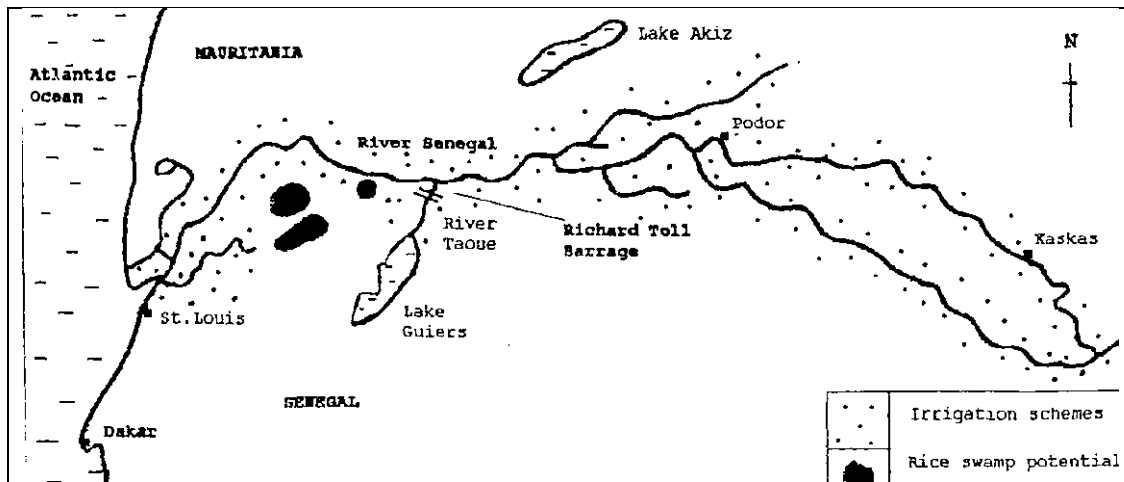 Lake Akiz
N
MAURITANIA
Atlantic
Ocean
Podor
River Senegal
River
Taoue
Richard Toll
Barrage
Kaskas
St.Louis
Lake
Guiers
SENEGAL
Dakar
Irrigation schemes
Rice swamp potential